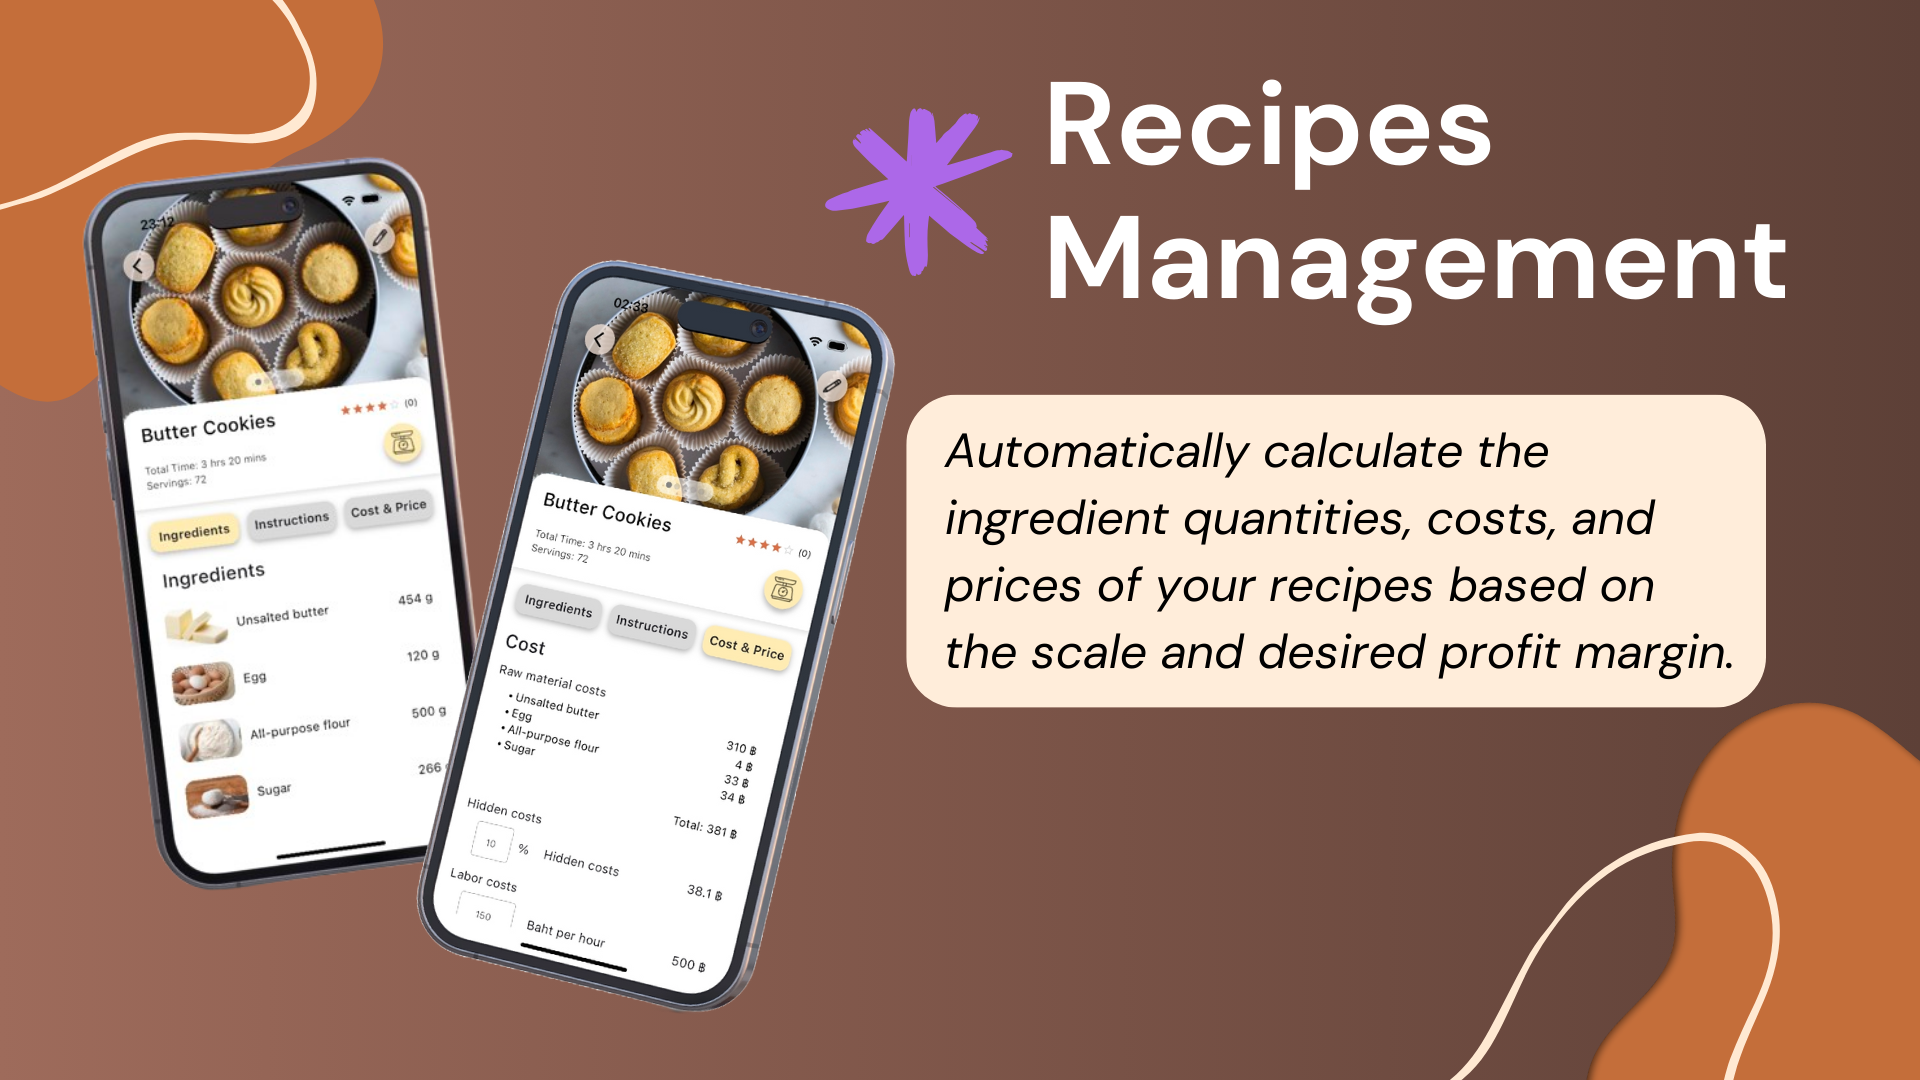 Recipes
Management
Automatically calculate the
ingredient quantities, costs, and
prices of your recipes based on
the scale and desired profit margin.
23:12
Butter Cookies
(0)
Total Time: 3 hrs 20 mins
Servings: 72
Ingredients Instructions Cost & Price
Ingredients
Unsalted butter 454 g
Egg 120 g
All-purpose flour 500 g
Sugar 266
02:33
Butter Cookies
(0)
Total Time: 3 hrs 20 mins
Servings: 72
Ingredients Instructions Cost & Price
Cost
Raw material costs
• Unsalted butter 310 ฿
• Egg 4 ฿
• All-purpose flour 33 ฿
• Sugar 34 ฿
Total: 381 ฿
Hidden costs
10 % Hidden costs 38.1 ฿
Labor costs
150 Baht per hour 500 ฿